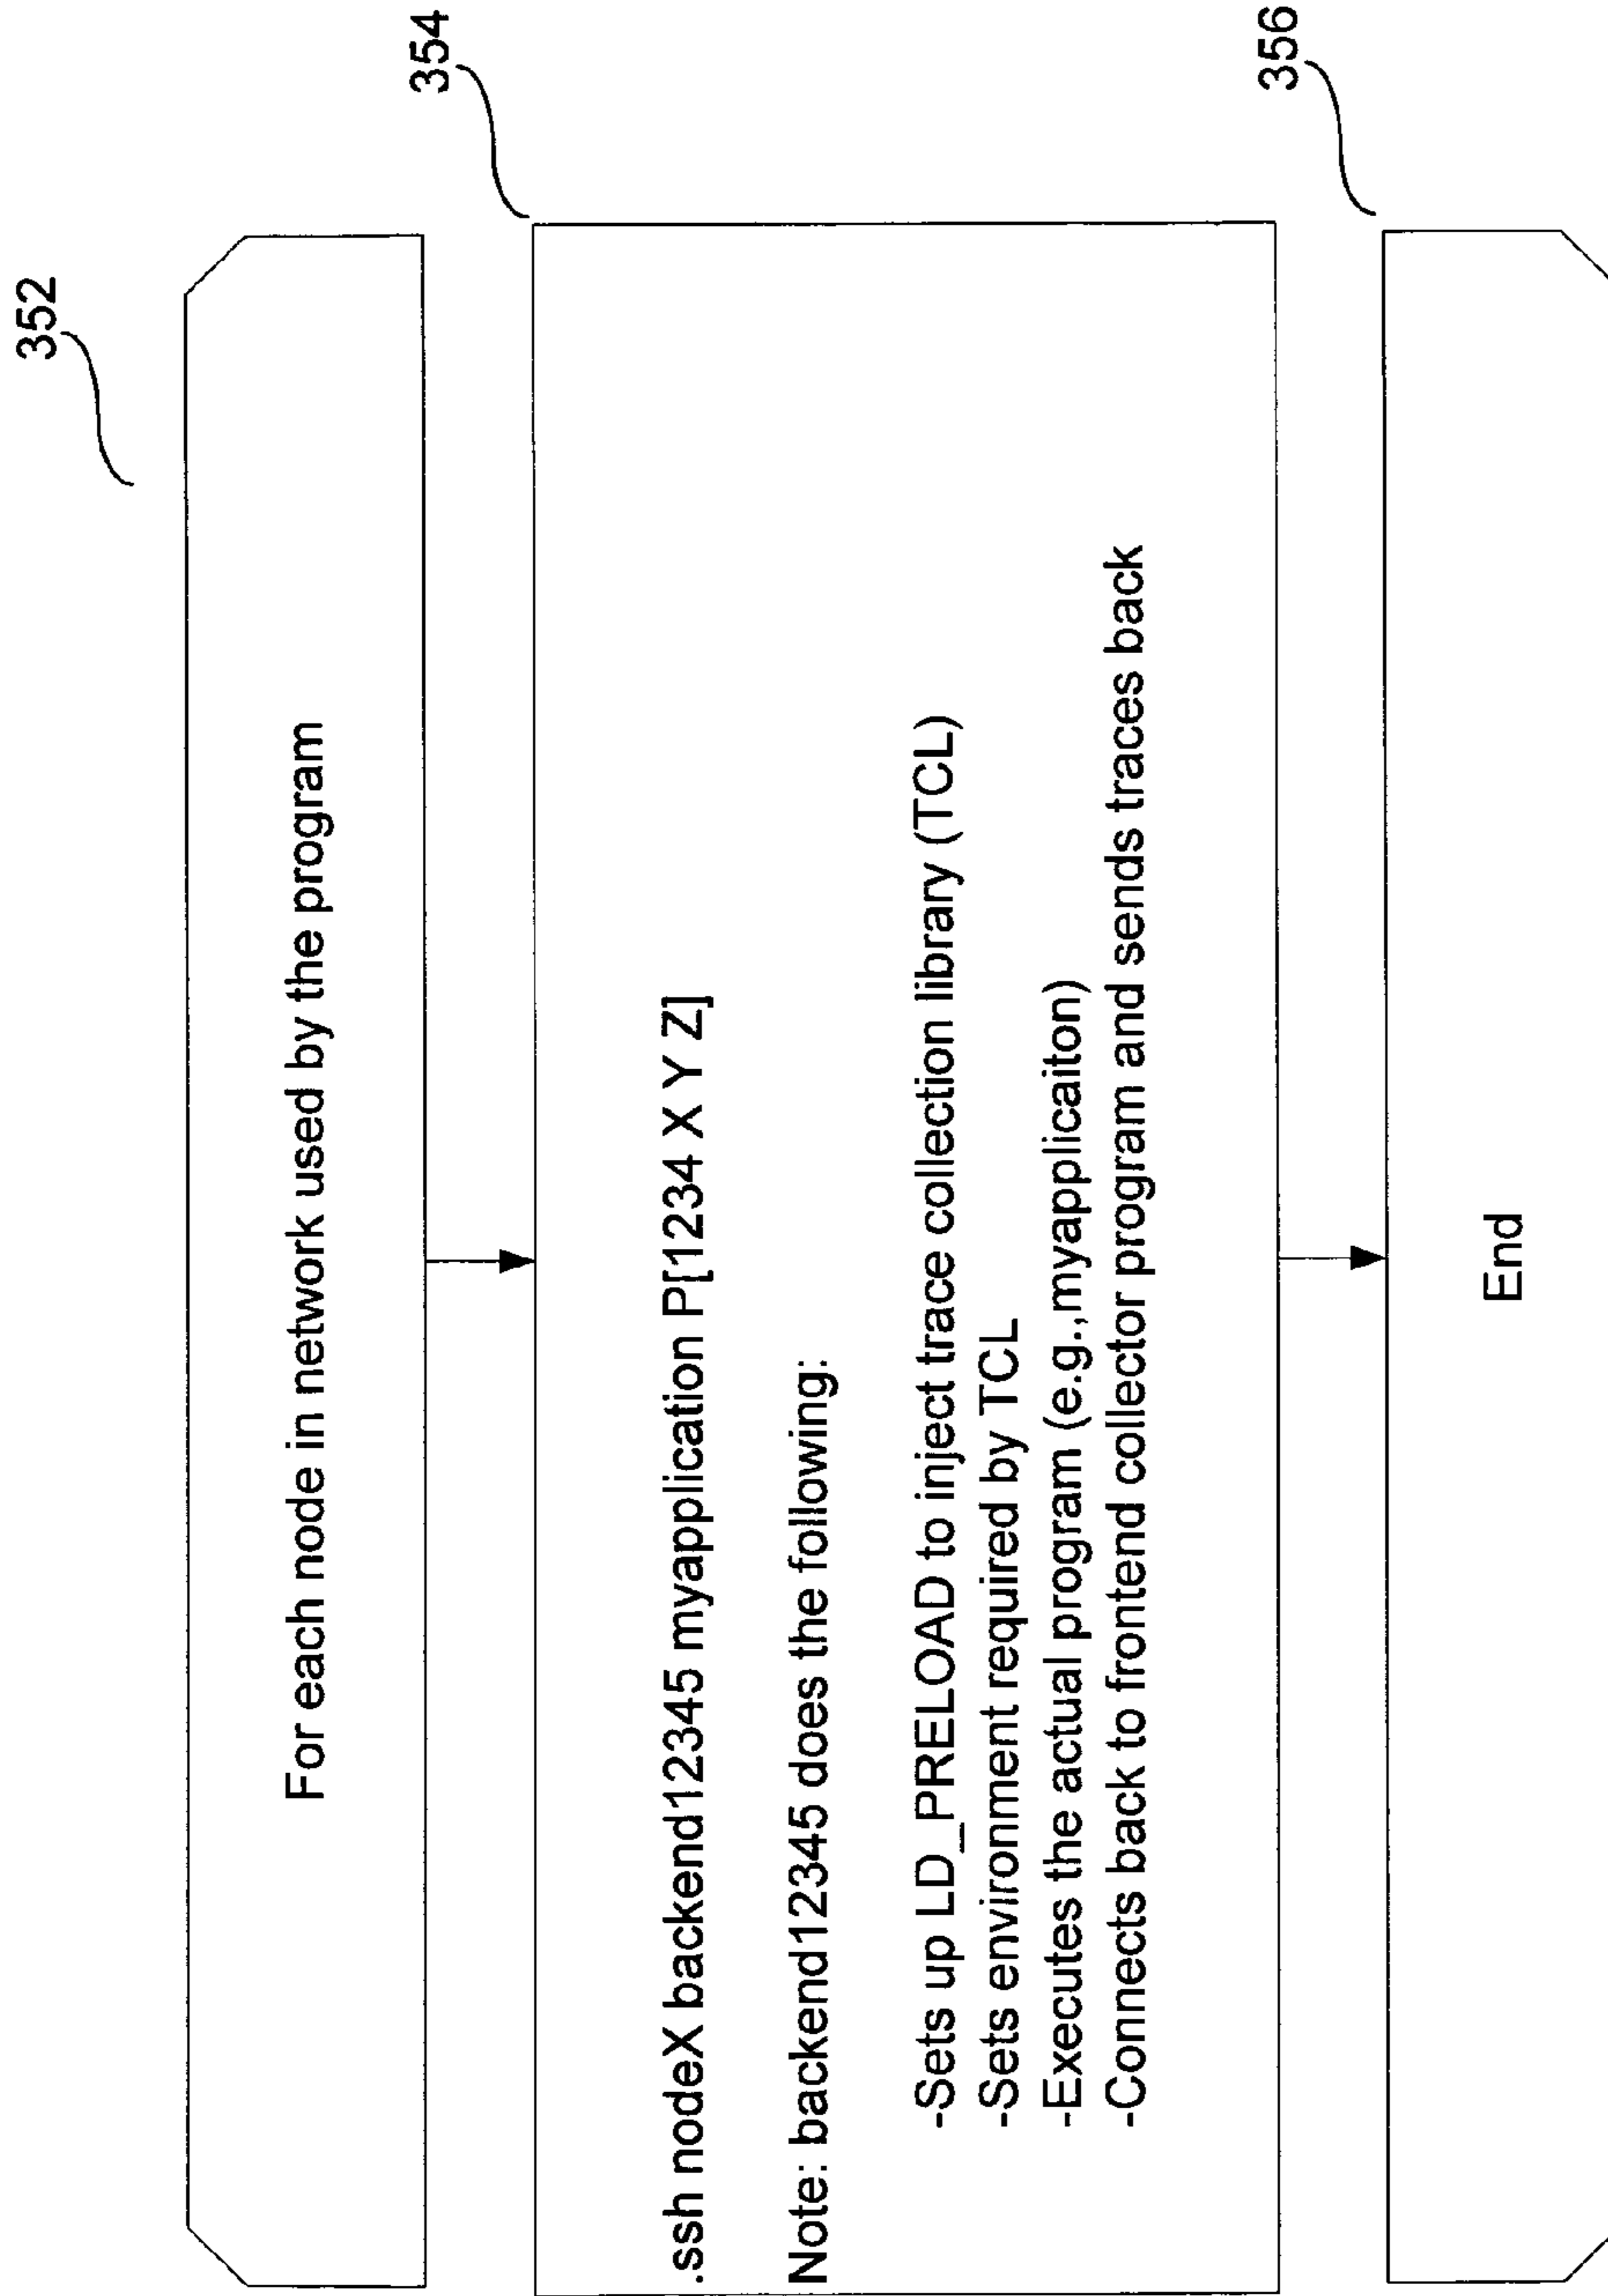 352
For each node in network used by the program
354
.ssh nodeX backend12345 myapplication P[1234 X Y Z]
Note: backend12345 does the following:
-Sets up LD_PRELOAD to inject trace collection library (TCL)
-Sets environment required by TCL
-Executes the actual program (e.g.,myapplicaiton)
-Connects back to frontend collector program and sends traces back
356
End